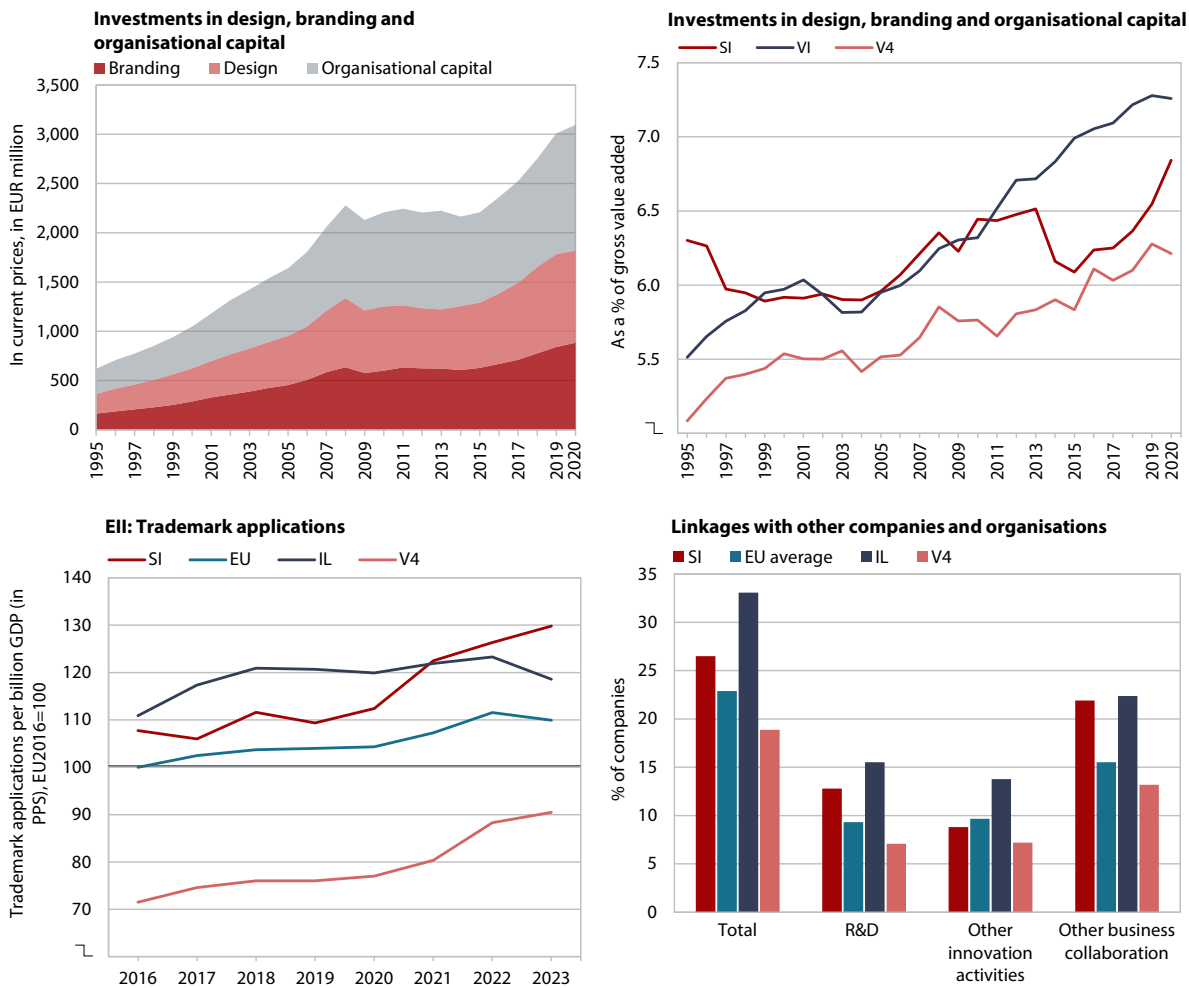 Investments in design, branding and
organisational capital
Branding Design Organisational capital
In current prices, in EUR million
3,500
3,000
2,500
2,000
1,500
1,000
500
0
1995 1997 1999 2001 2003 2005 2007 2009 2011 2013 2015 2017 2019 2020
Investments in design, branding and organisational capital
SI VI V4
As a % of gross value added
7.5
7.0
6.5
6.0
5.5
1995 1997 1999 2001 2003 2005 2007 2009 2011 2013 2015 2017 2019 2020
EII: Trademark applications
SI EU IL V4
Trademark applications per billion GDP (in
PPS), EU2016=100
140
130
120
110
100
90
80
70
2016 2017 2018 2019 2020 2021 2022 2023
Linkages with other companies and organisations
SI EU average IL V4
% of companies
35
30
25
20
15
10
5
0
Total R&D Other Other business
innovation collaboration
activities